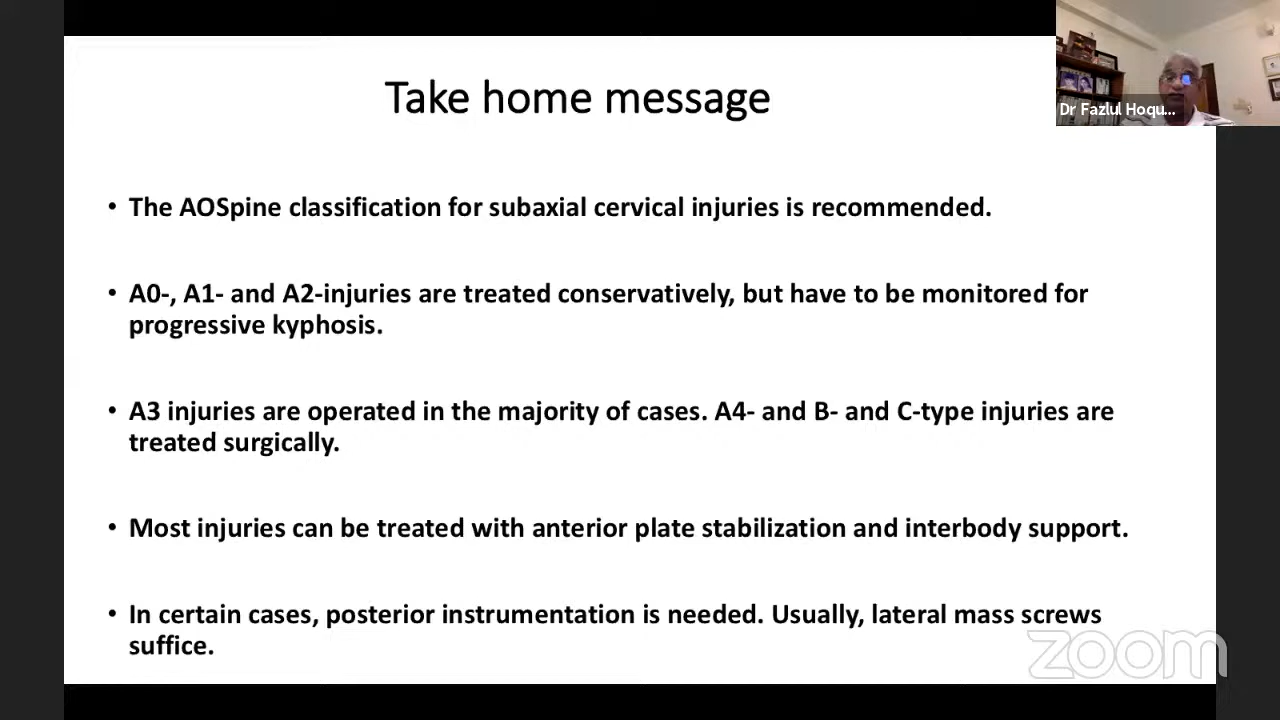 Take home message
Dr Fazlul Hoqu...
• The AOSpine classification for subaxial cervical injuries is recommended.
• A0-, A1- and A2-injuries are treated conservatively, but have to be monitored for
progressive kyphosis.
• A3 injuries are operated in the majority of cases. A4- and B- and C-type injuries are
treated surgically.
• Most injuries can be treated with anterior plate stabilization and interbody support.
• In certain cases, posterior instrumentation is needed. Usually, lateral mass screws
suffice.
zoom